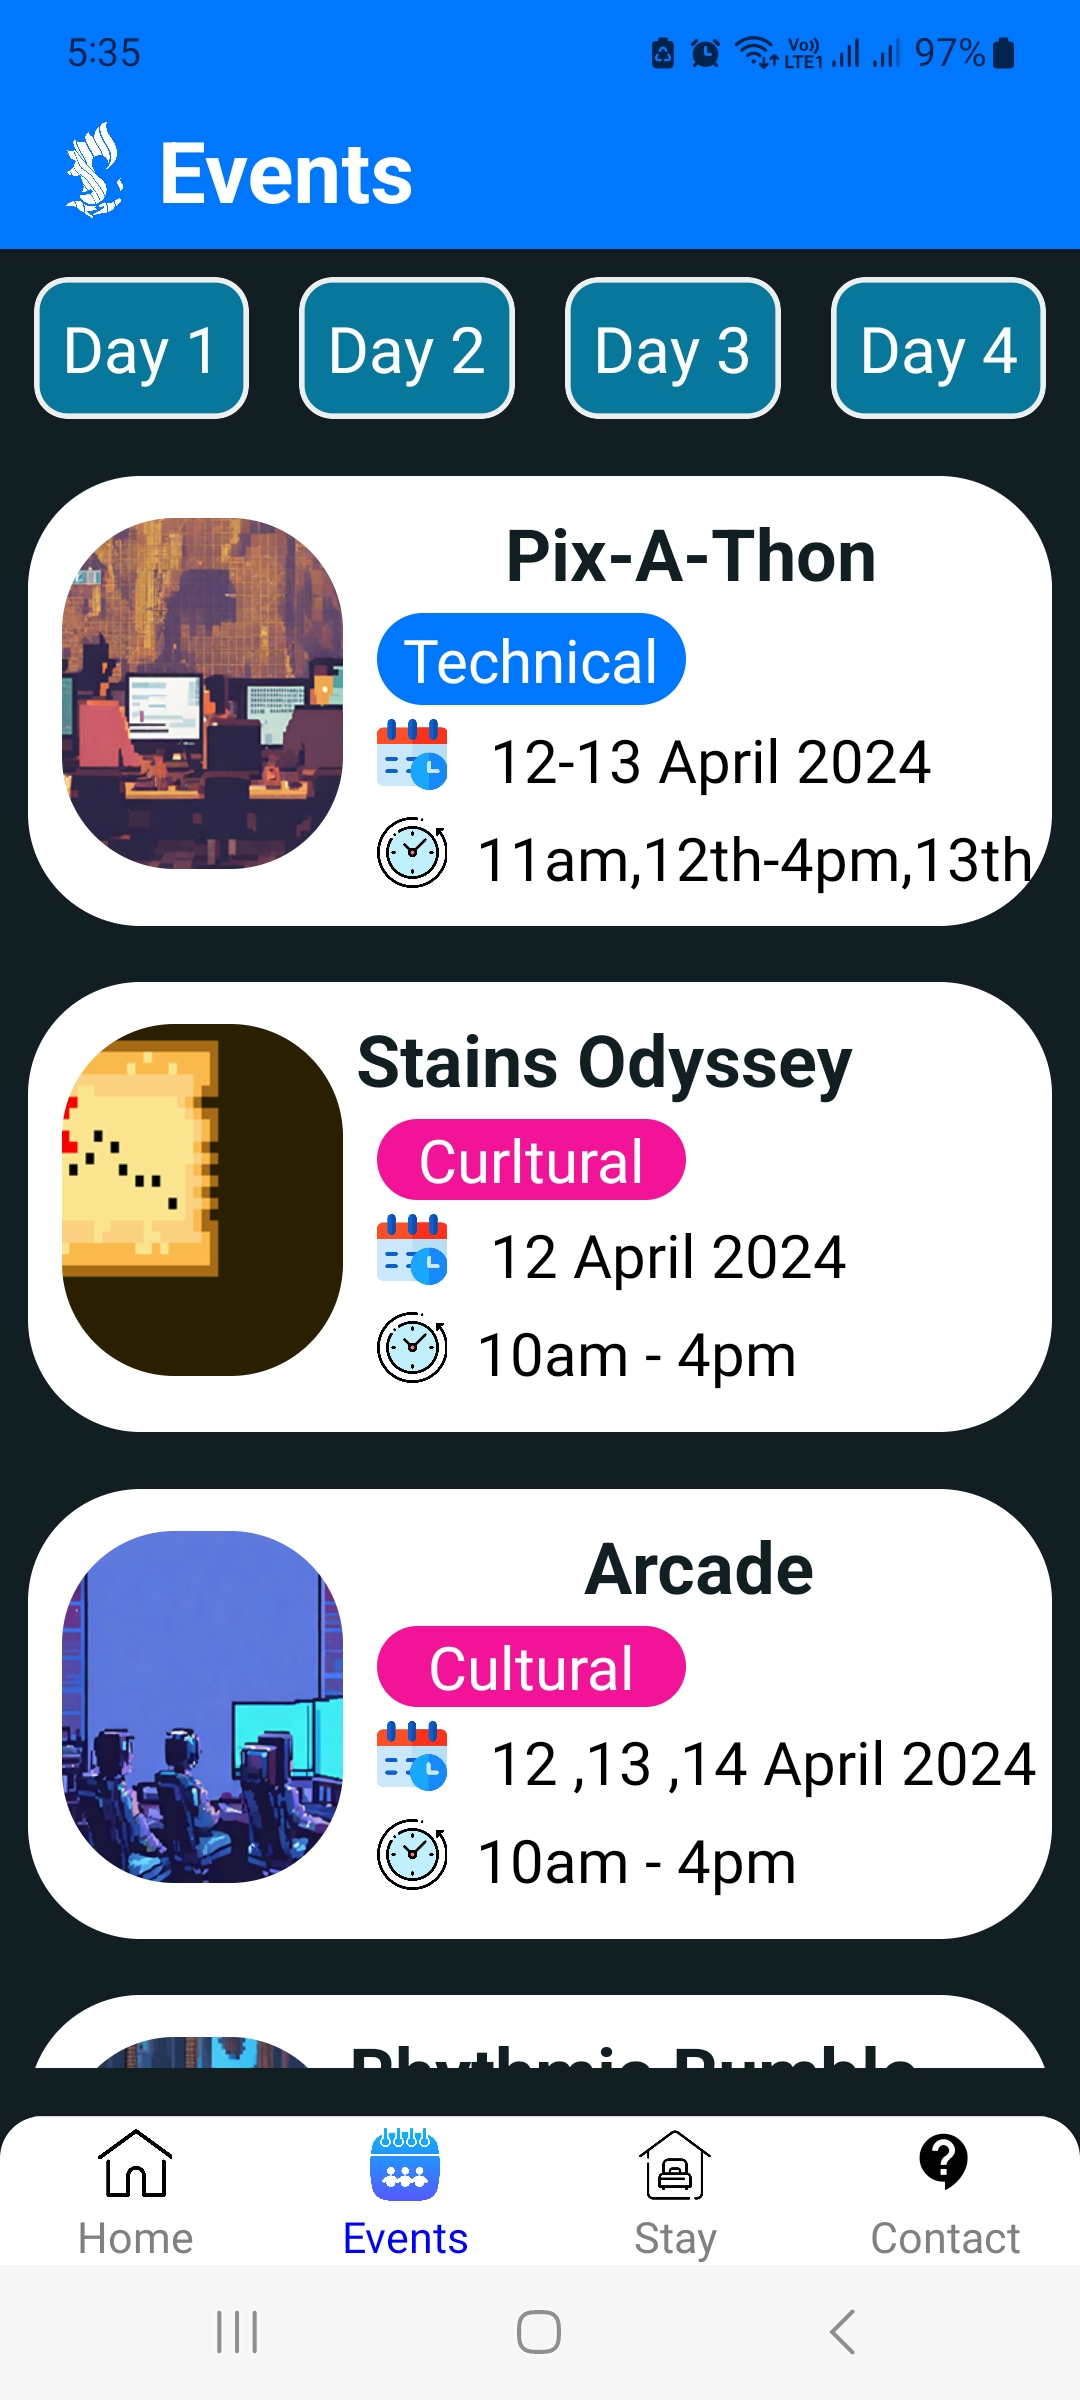 5:35 Vo)) LTE1 97%
Events
Day 1 Day 2 Day 3 Day 4
Pix-A-Thon
Technical
12-13 April 2024
11am,12th-4pm,13th
Stains Odyssey
Curltural
12 April 2024
10am - 4pm
Arcade
Cultural
12 ,13 ,14 April 2024
10am - 4pm
Rhythmic Rumble
Home Events Stay Contact